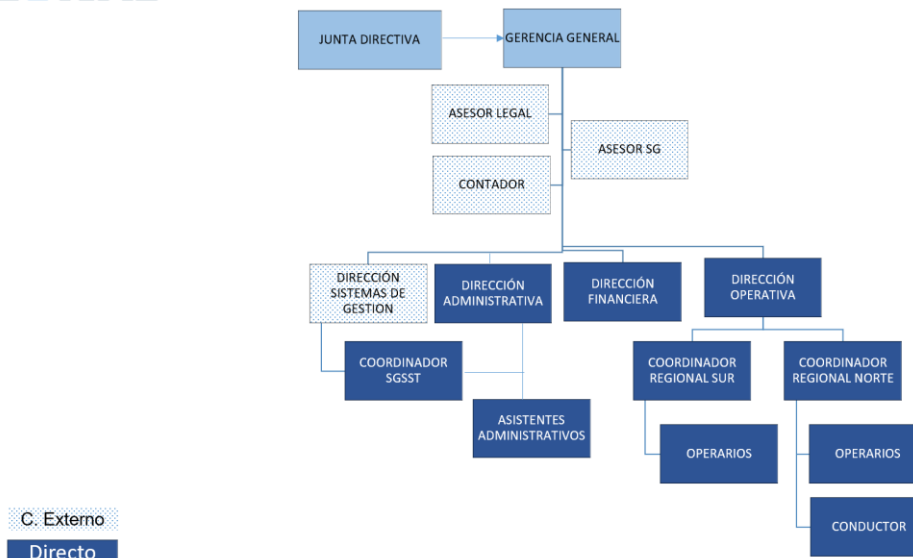 JUNTA DIRECTIVA
GERENCIA GENERAL
ASESOR LEGAL
ASESOR SG
CONTADOR
DIRECCIÓN
SISTEMAS DE
GESTION
DIRECCIÓN
ADMINISTRATIVA
DIRECCIÓN
FINANCIERA
DIRECCIÓN
OPERATIVA
COORDINADOR
SGSST
COORDINADOR
REGIONAL SUR
COORDINADOR
REGIONAL NORTE
ASISTENTES
ADMINISTRATIVOS
OPERARIOS
OPERARIOS
CONDUCTOR
C. Externo
Directo